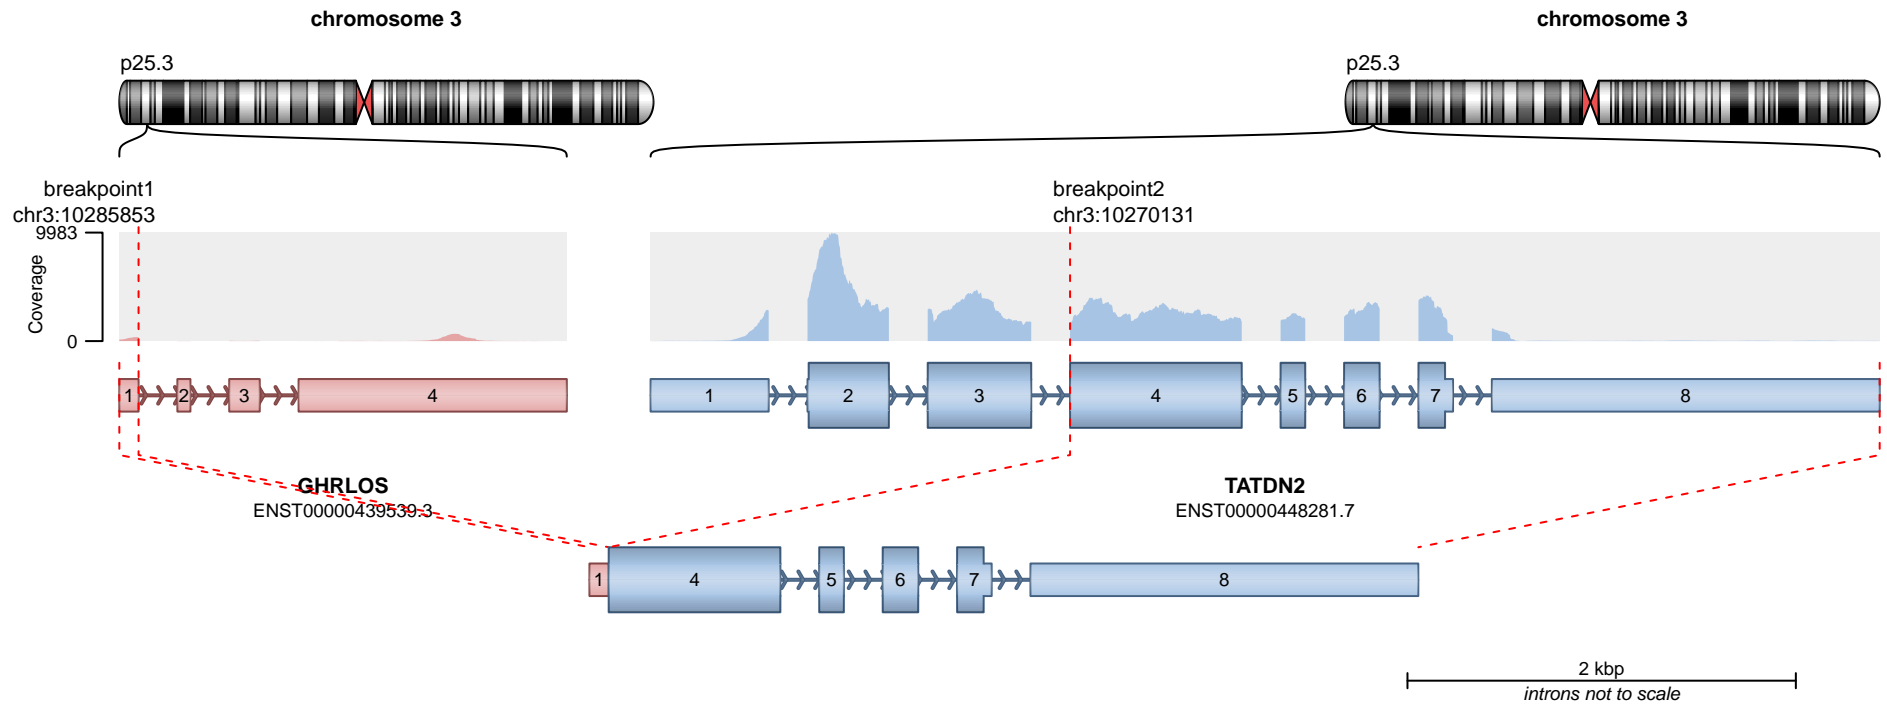 chromosome 3
chromosome 3
p25.3
p25.3
breakpoint1
chr3:10285853
breakpoint2
chr3:10270131
9983
Coverage
0
1 2 3 4
1 2 3 4 5 6 7 8
GHRLOS
ENST00000439539.3
TATDN2
ENST00000448281.7
1 4 5 6 7 8
2 kbp
introns not to scale